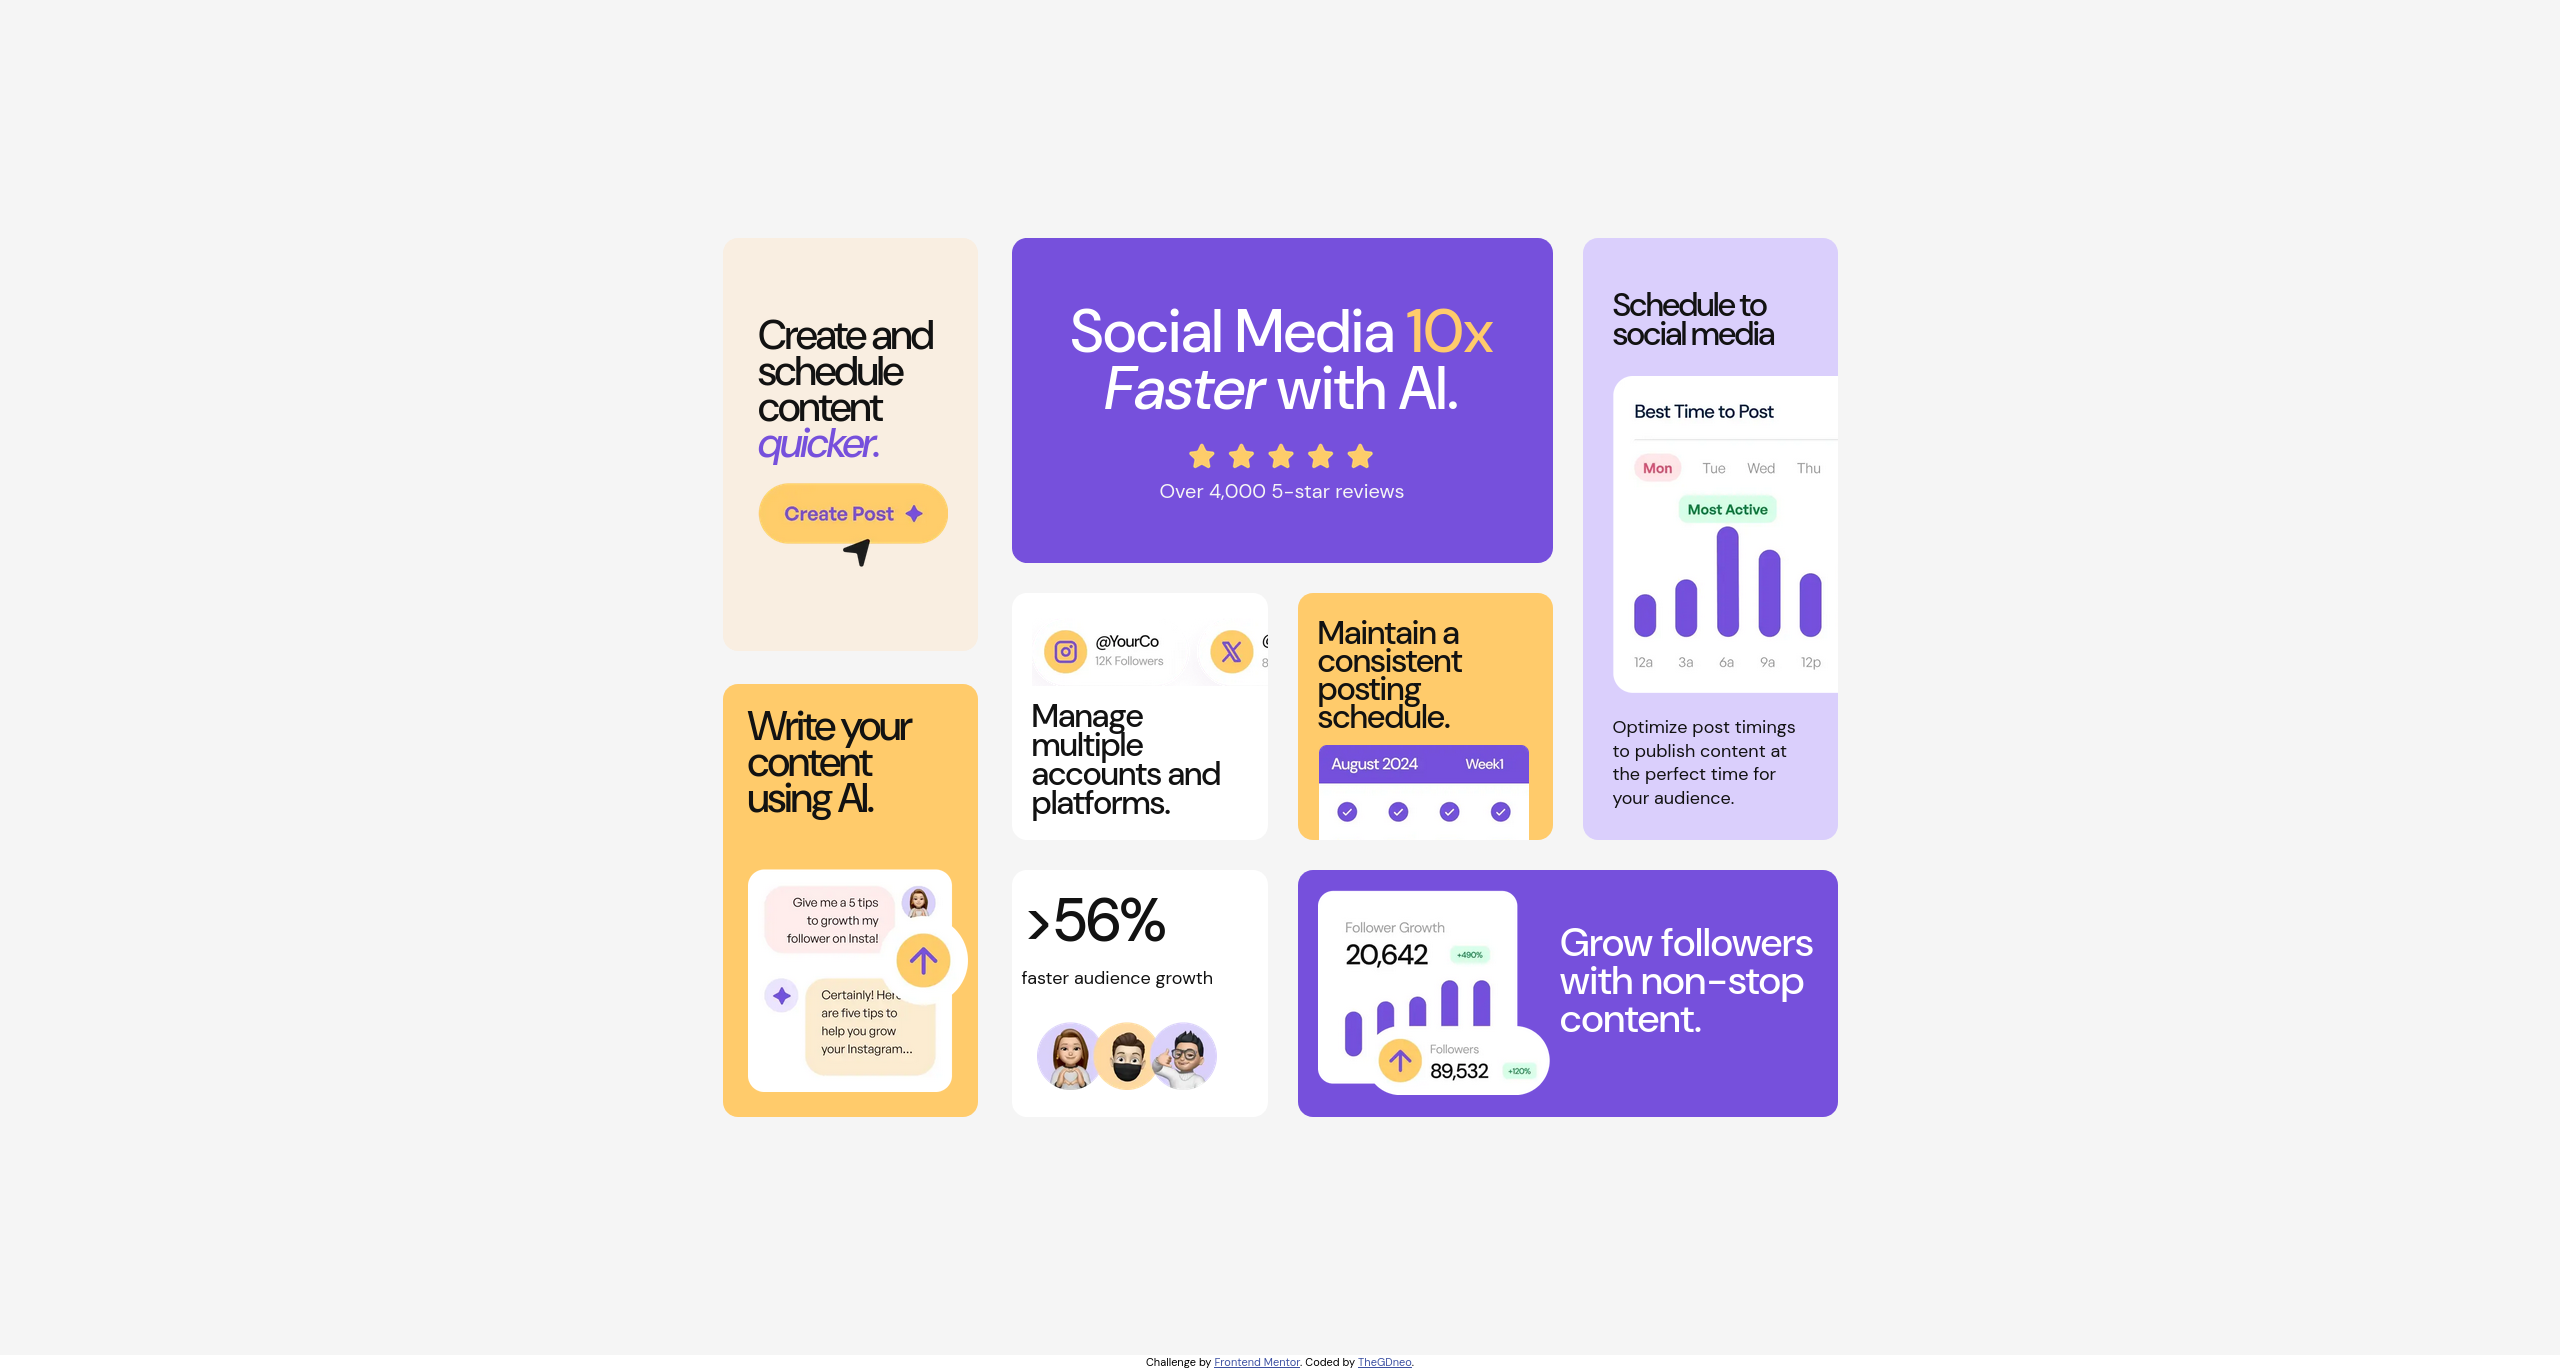 Create and
schedule
content
quicker.
Create Post
Social Media 10x
Faster with AI.
Over 4,000 5-star reviews
Schedule to
social media
Best Time to Post
Mon Tue Wed Thu
Most Active
12a 3a 6a 9a 12p
Optimize post timings
to publish content at
the perfect time for
your audience.
@YourCo
12K Followers
@
8
Manage
multiple
accounts and
platforms.
Maintain a
consistent
posting
schedule.
August 2024 Week1
Write your
content
using AI.
Give me a 5 tips
to growth my
follower on Insta!
Certainly! Here
are five tips to
help you grow
your Instagram...
>56%
faster audience growth
Follower Growth
20,642 +490%
Followers
89,532 +120%
Grow followers
with non-stop
content.
Challenge by Frontend Mentor. Coded by TheGDneo.